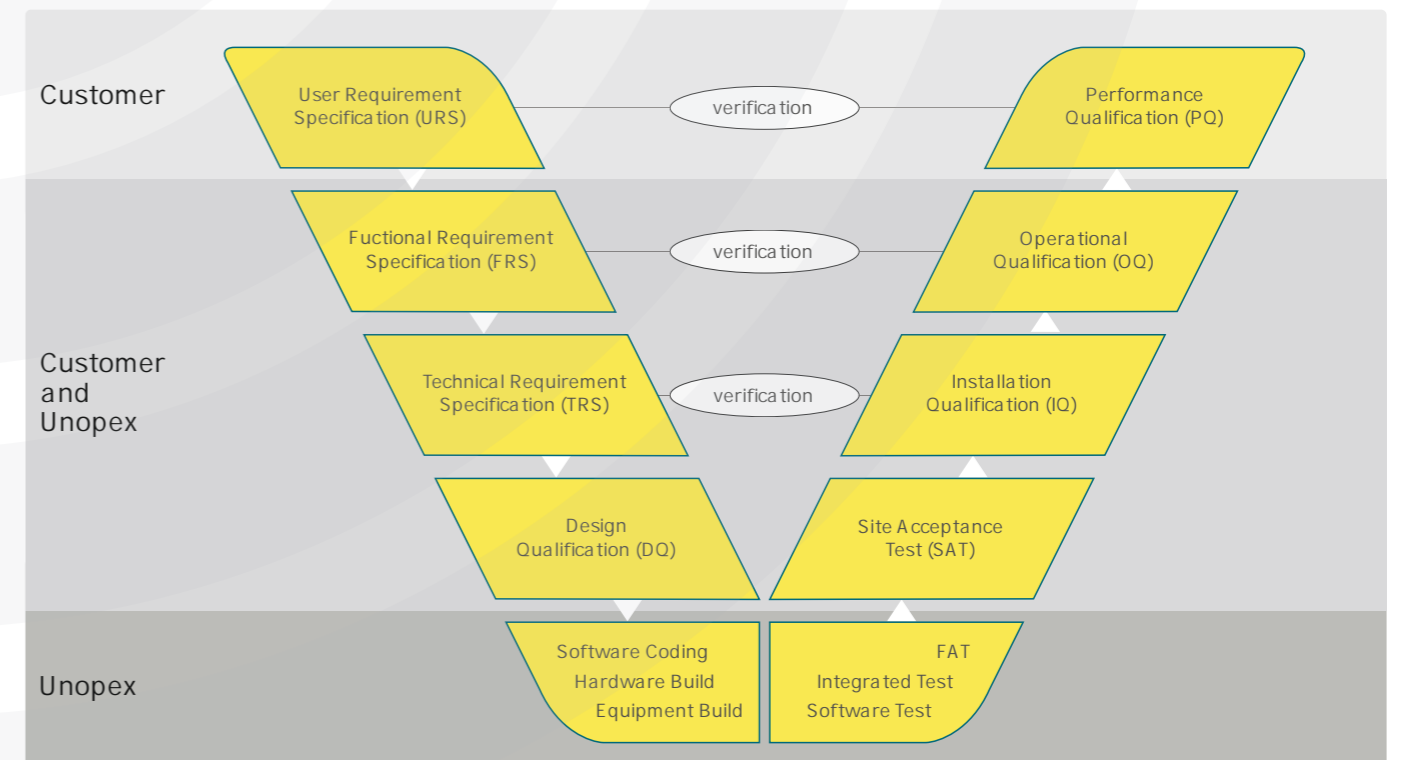 Customer
User Requirement
Specification (URS)
verification
Performance
Qualification (PQ)
Fuctional Requirement
Specification (FRS)
verification
Operational
Qualification (OQ)
Customer
and
Unopex
Technical Requirement
Specification (TRS)
verification
Installation
Qualification (IQ)
Design
Qualification (DQ)
Site Acceptance
Test (SAT)
Unopex
Software Coding
Hardware Build
Equipment Build
FAT
Integrated Test
Software Test